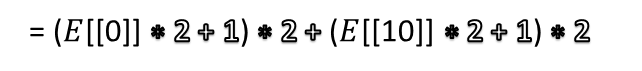 = (E[[0]] * 2 + 1) * 2 + (E[[10]] * 2 + 1) * 2